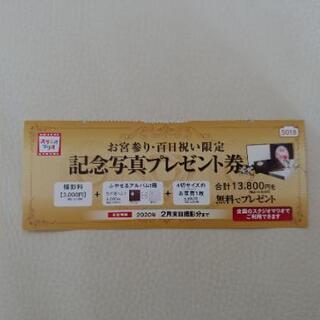 スタジオマリオ
お宮参り・百日祝い限定
5018
記念写真プレゼント券
撮影料
【3,000円】
+
ふやせるアルバム1冊
+
4切サイズの
お写真1枚
合計13,800円を
無料でプレゼント
2020年 2月末日撮影分まで
全国のスタジオマリオで
ご利用できます